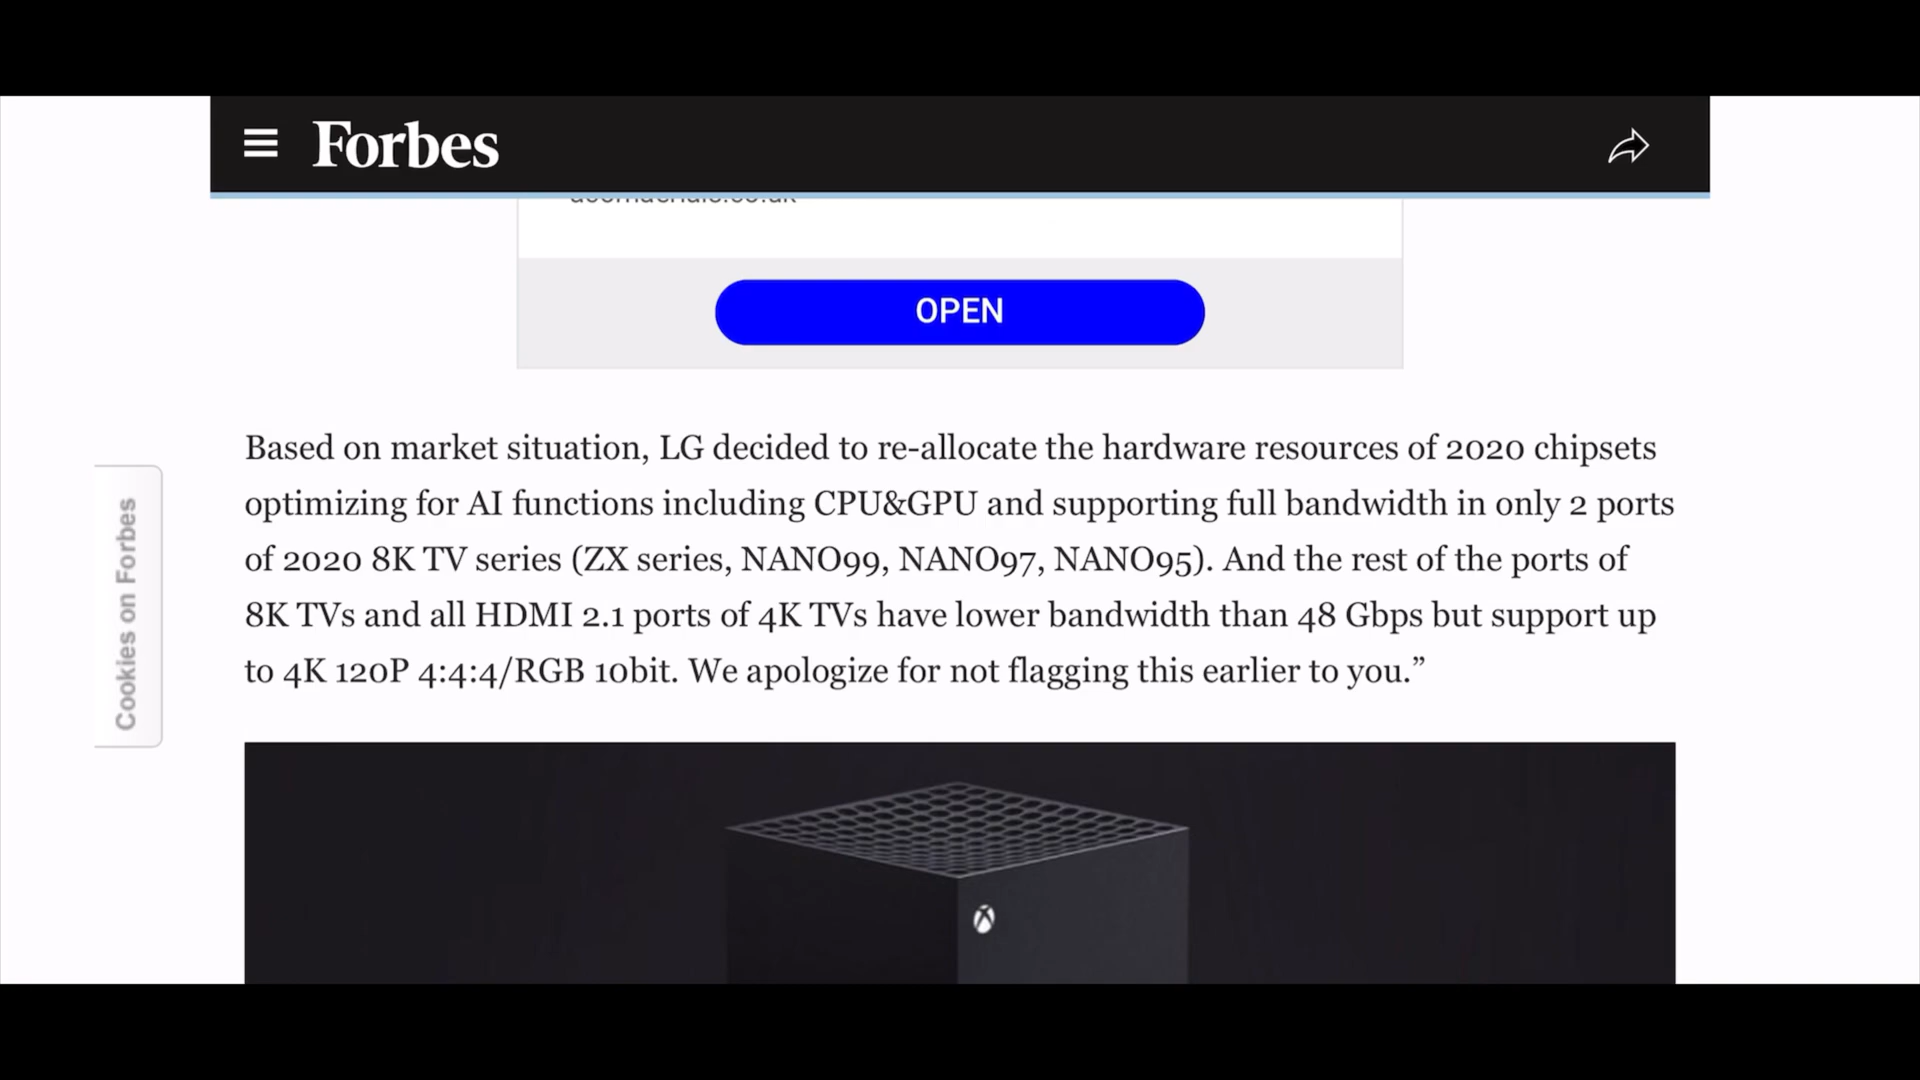 Forbes
OPEN
Based on market situation, LG decided to re-allocate the hardware resources of 2020 chipsets
optimizing for AI functions including CPU&GPU and supporting full bandwidth in only 2 ports
of 2020 8K TV series (ZX series, NANO99, NANO97, NANO95). And the rest of the ports of
8K TVs and all HDMI 2.1 ports of 4K TVs have lower bandwidth than 48 Gbps but support up
to 4K 120P 4:4:4/RGB 10bit. We apologize for not flagging this earlier to you.”
Cookies on Forbes